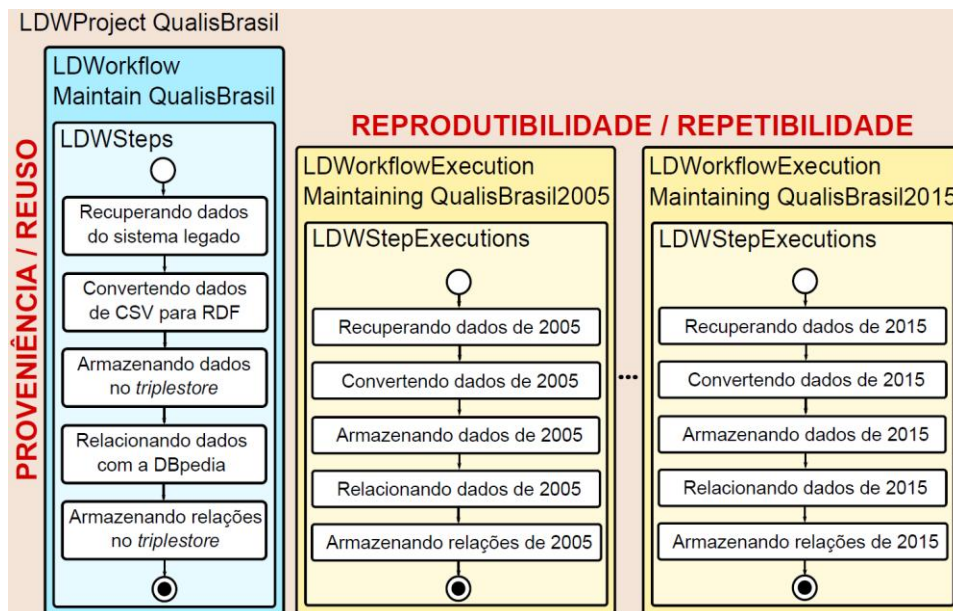 LDWProject QualisBrasil
PROVENIÊNCIA / REUSO
LDWorkflow
Maintain QualisBrasil
LDWSteps
Recuperando dados
do sistema legado
Convertendo dados
de CSV para RDF
Armazenando dados
no triplestore
Relacionando dados
com a DBpedia
Armazenando relações
no triplestore
REPRODUTIBILIDADE / REPETIBILIDADE
LDWorkflowExecution
Maintaining QualisBrasil2005
LDWStepExecutions
Recuperando dados de 2005
Convertendo dados de 2005
Armazenando dados de 2005
Relacionando dados de 2005
Armazenando relações de 2005
...
LDWorkflowExecution
Maintaining QualisBrasil2015
LDWStepExecutions
Recuperando dados de 2015
Convertendo dados de 2015
Armazenando dados de 2015
Relacionando dados de 2015
Armazenando relações de 2015